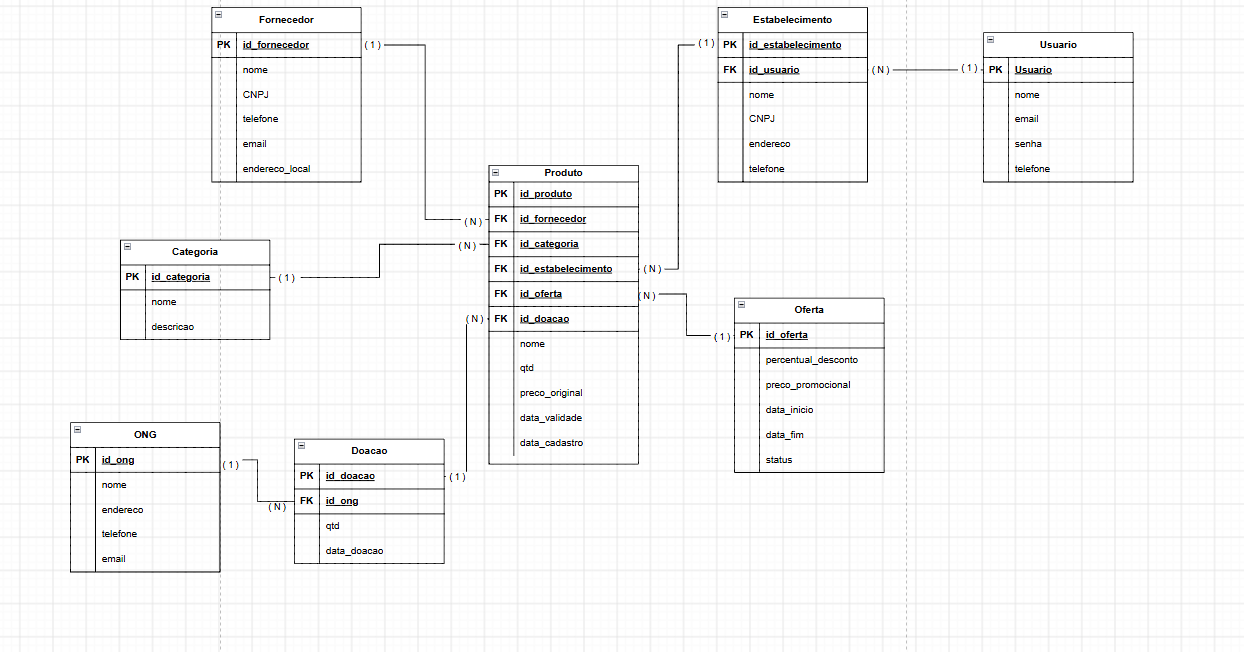 Fornecedor
PK id_fornecedor
nome
CNPJ
telefone
email
endereco_local
( 1 )
Estabelecimento
( 1 )
PK id_estabelecimento
FK id_usuario
nome
CNPJ
endereco
telefone
( N )
( 1 )
Usuario
PK Usuario
nome
email
senha
telefone
Produto
PK id_produto
( N )
FK id_fornecedor
( N )
FK id_categoria
FK id_estabelecimento
( N )
FK id_oferta
( N )
( N )
FK id_doacao
nome
qtd
preco_original
data_validade
data_cadastro
Categoria
PK id_categoria
nome
descricao
( 1 )
Oferta
( 1 )
PK id_oferta
percentual_desconto
preco_promocional
data_inicio
data_fim
status
ONG
PK id_ong
nome
endereco
telefone
email
( 1 )
Doacao
PK id_doacao
( 1 )
( N )
FK id_ong
qtd
data_doacao